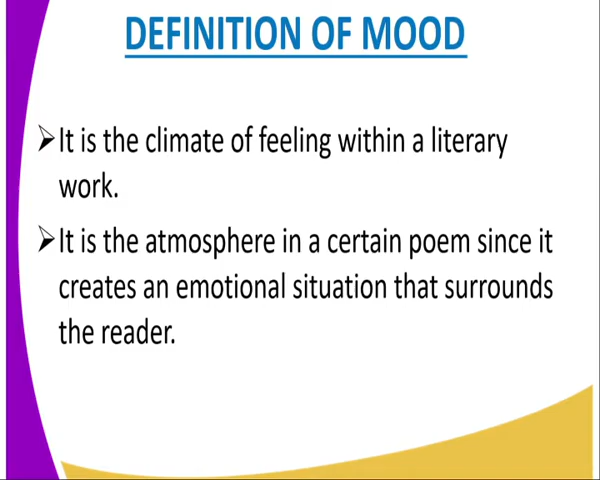 DEFINITION OF MOOD
➢It is the climate of feeling within a literary
work.
➢It is the atmosphere in a certain poem since it
creates an emotional situation that surrounds
the reader.